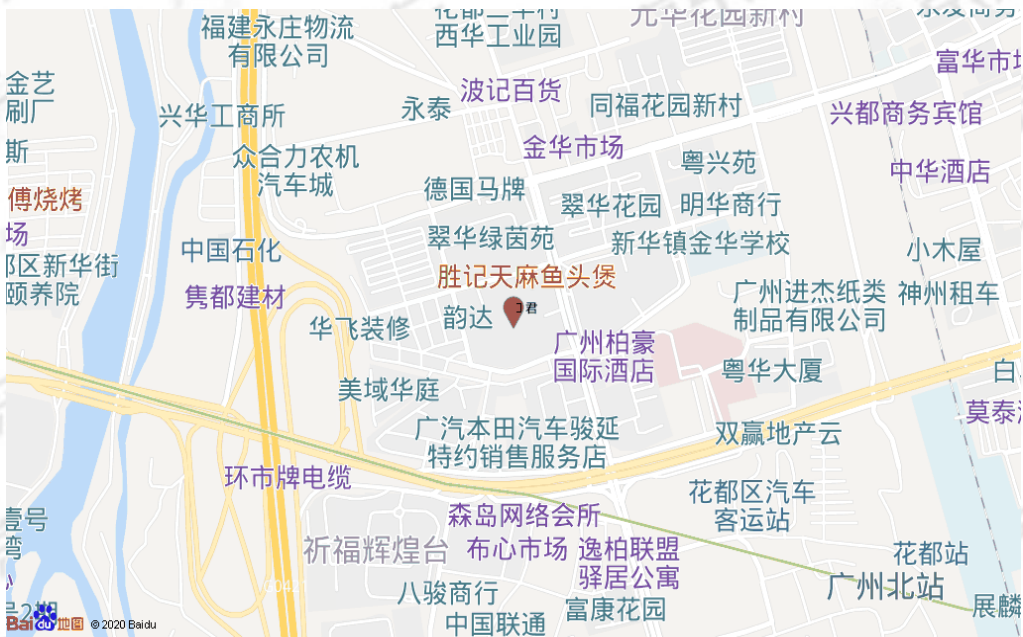 福建永庄物流
有限公司
西华工业园
元华花园新村
富华市场
金艺
刷厂
兴华工商所
永泰
波记百货
同福花园新村
兴都商务宾馆
斯
众合力农机
汽车城
金华市场
粤兴苑
中华酒店
傅烧烤
德国马牌
翠华花园
明华商行
场
中国石化
翠华绿茵苑
新华镇金华学校
小木屋
郡区新华街
颐养院
隽都建材
胜记天麻鱼头煲
广州进杰纸类
制品有限公司
神州租车
华飞装修
韵达
君
广州柏豪
国际酒店
粤华大厦
白
美域华庭
莫泰
广汽本田汽车骏延
特约销售服务店
双赢地产云
环市牌电缆
花都区汽车
客运站
壹号
湾
森岛网络会所
祈福辉煌台
布心市场
逸柏联盟
驿居公寓
花都站
广州北站
八骏商行
富康花园
展麟
中国联通
Baidu地图
© 2020 Baidu